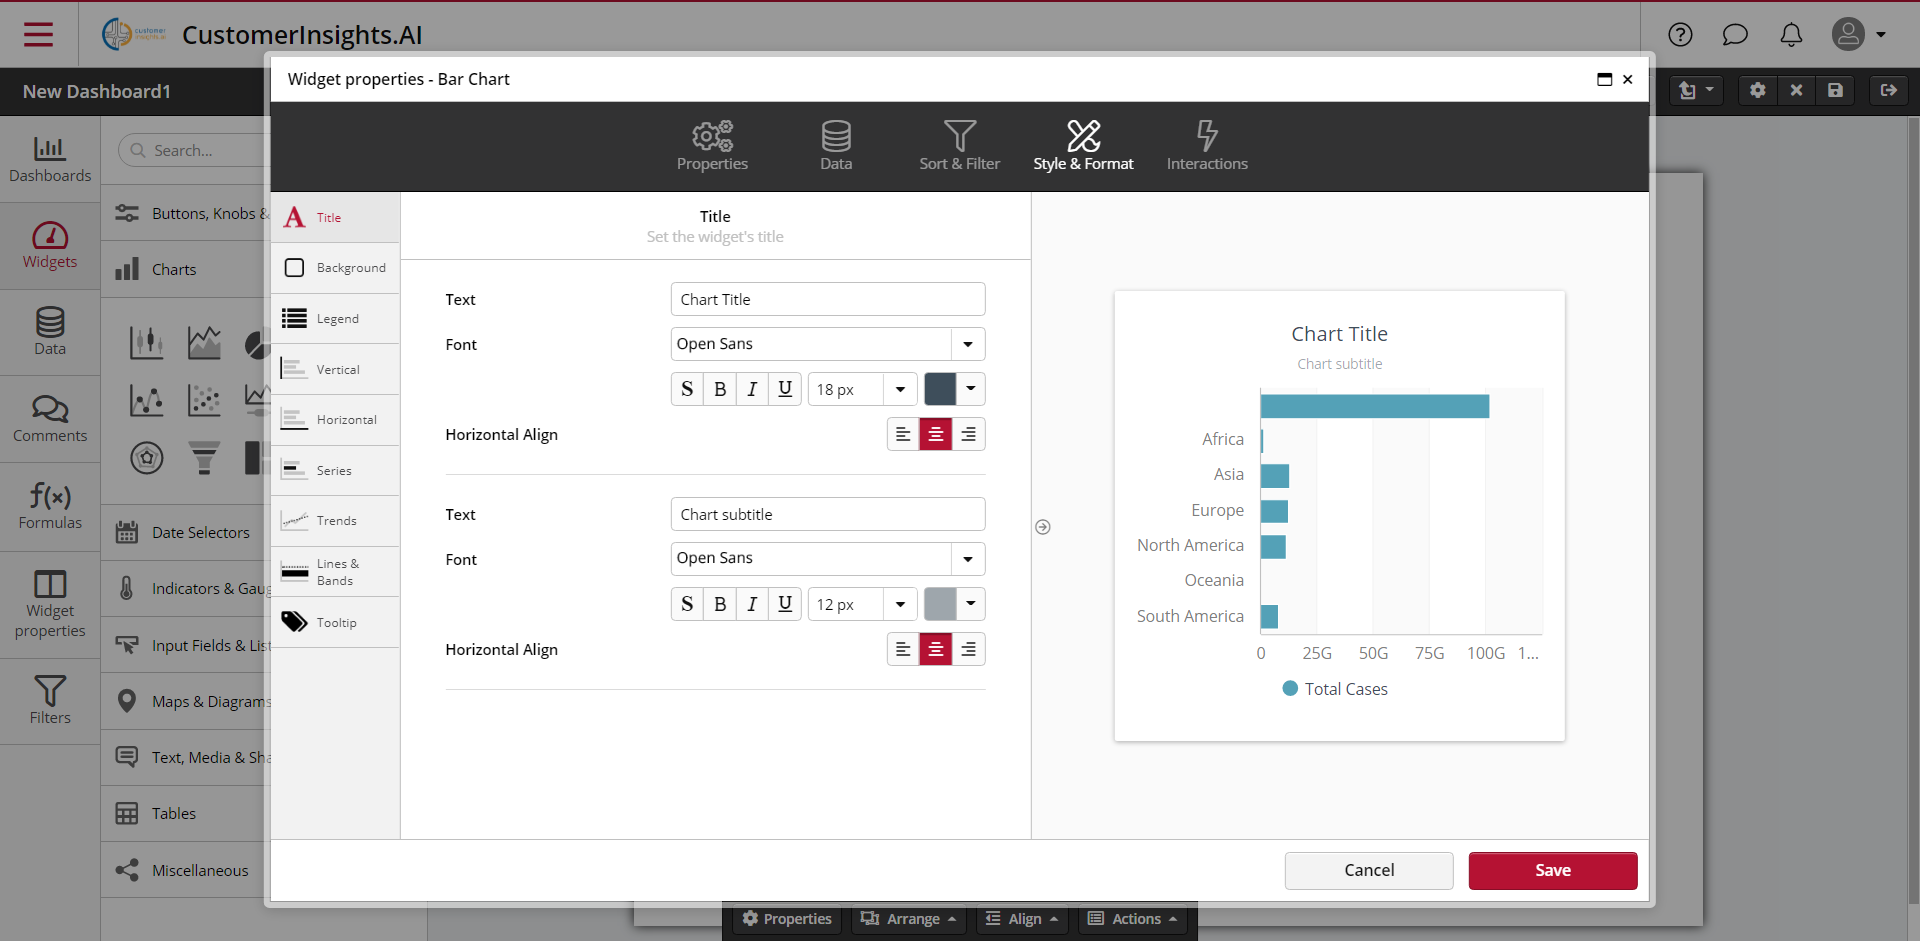 customer
insights.ai
CustomerInsights.AI
New Dashboard1
Widget properties - Bar Chart
Properties
Data
Sort & Filter
Style & Format
Interactions
Dashboards
Widgets
Data
Comments
f(x)
Formulas
Widget
properties
Filters
Search...
Buttons, Knobs &
Charts
Date Selectors
Indicators & Gau
Input Fields & List
Maps & Diagrams
Text, Media & Sha
Tables
Miscellaneous
A Title
Background
Legend
Vertical
Horizontal
Series
Trends
Lines &
Bands
Tooltip
Title
Set the widget's title
Text
Chart Title
Font
Open Sans
S B I U 18 px
Horizontal Align
Text
Chart subtitle
Font
Open Sans
S B I U 12 px
Horizontal Align
Chart Title
Chart subtitle
Africa
Asia
Europe
North America
Oceania
South America
0 25G 50G 75G 100G 1...
Total Cases
Cancel
Save
Properties
Arrange
Align
Actions